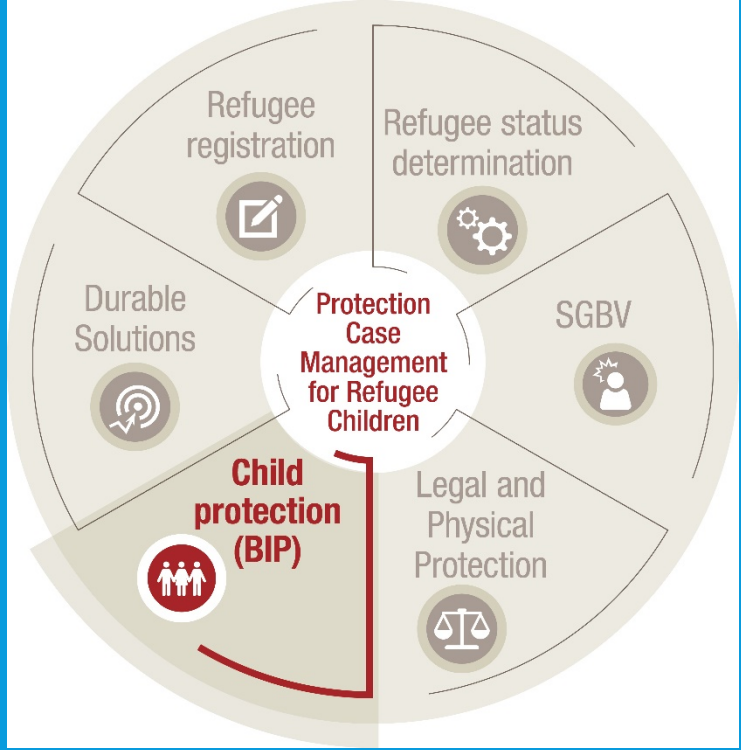 Refugee
registration
Refugee status
determination
Durable
Solutions
Protection
Case
Management
for Refugee
Children
SGBV
Child
protection
(BIP)
Legal and
Physical
Protection